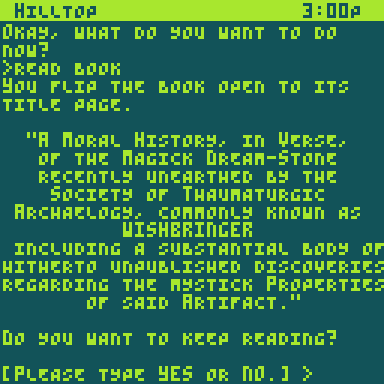 Hilltop 3:00p
Okay, what do you want to do
now?
>read book
You flip the book open to its
title page.
"A Moral History, in Verse,
of the Magick Dream-Stone
recently unearthed by the
Society of Thaumaturgic
Archaelogy, commonly known as
WISHBRINGER
including a substantial body of
hitherto unpublished discoveries
regarding the mystick Properties
of said Artifact."
Do you want to keep reading?
[Please type YES or NO.] >